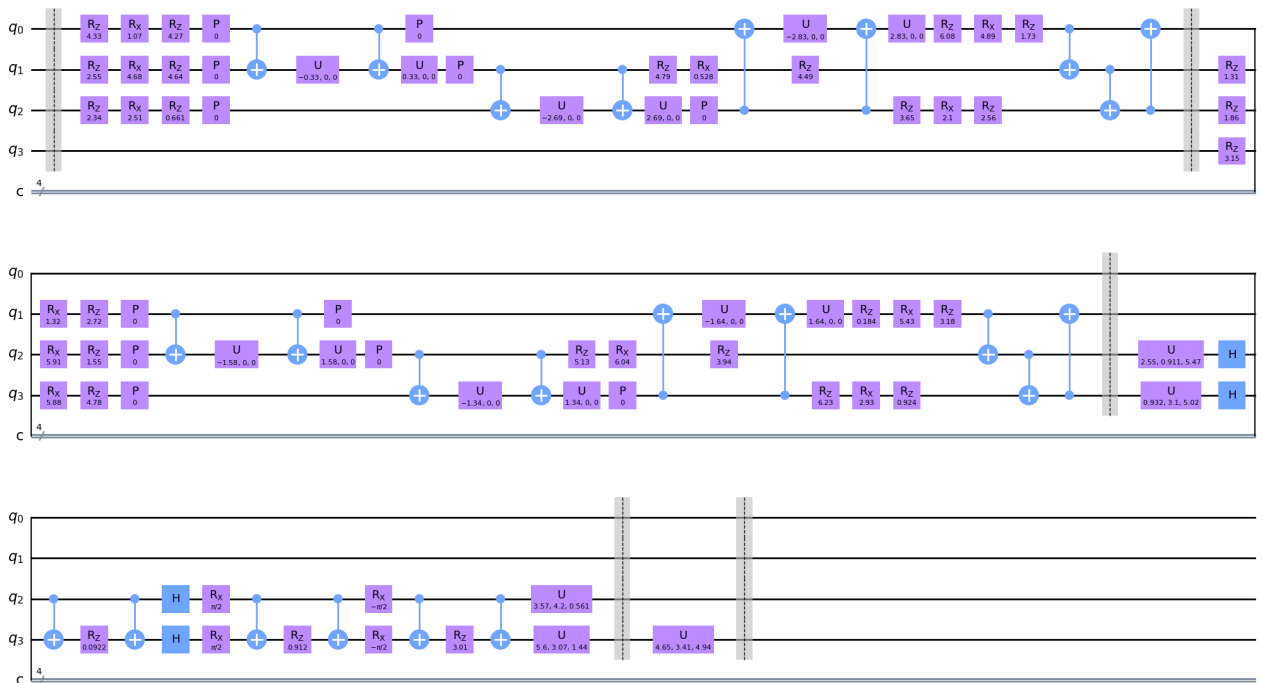 q0 RZ 4.33 RX 1.07 RZ 4.27 P 0 P 0 U −2.83, 0, 0 U 2.83, 0, 0 RZ 6.08 RX 4.89 RZ 1.73
q1 RZ 2.55 RX 4.68 RZ 4.64 P 0 U −0.33, 0, 0 U 0.33, 0, 0 P 0 RZ 4.79 RX 0.528 RZ 4.49 RZ 1.31
q2 RZ 2.34 RX 2.51 RZ 0.661 P 0 U −2.69, 0, 0 U 2.69, 0, 0 P 0 RZ 3.65 RX 2.1 RZ 2.56 RZ 1.86
q3 RZ 3.15
c 4
q0
q1 RX 1.32 RZ 2.72 P 0 P 0 U −1.64, 0, 0 U 1.64, 0, 0 RZ 0.184 RX 5.43 RZ 3.18
q2 RX 5.91 RZ 1.55 P 0 U −1.58, 0, 0 U 1.58, 0, 0 P 0 RZ 5.13 RX 6.04 RZ 3.94 U 2.55, 0.911, 5.47 H
q3 RX 5.88 RZ 4.78 P 0 U −1.34, 0, 0 U 1.34, 0, 0 P 0 RZ 6.23 RX 2.93 RZ 0.924 U 0.932, 3.1, 5.02 H
c 4
q0
q1
q2 H RX π/2 RX −π/2 U 3.57, 4.2, 0.561
q3 RZ 0.0922 H RX π/2 RZ 0.912 RX −π/2 RZ 3.01 U 5.6, 3.07, 1.44 U 4.65, 3.41, 4.94
c 4